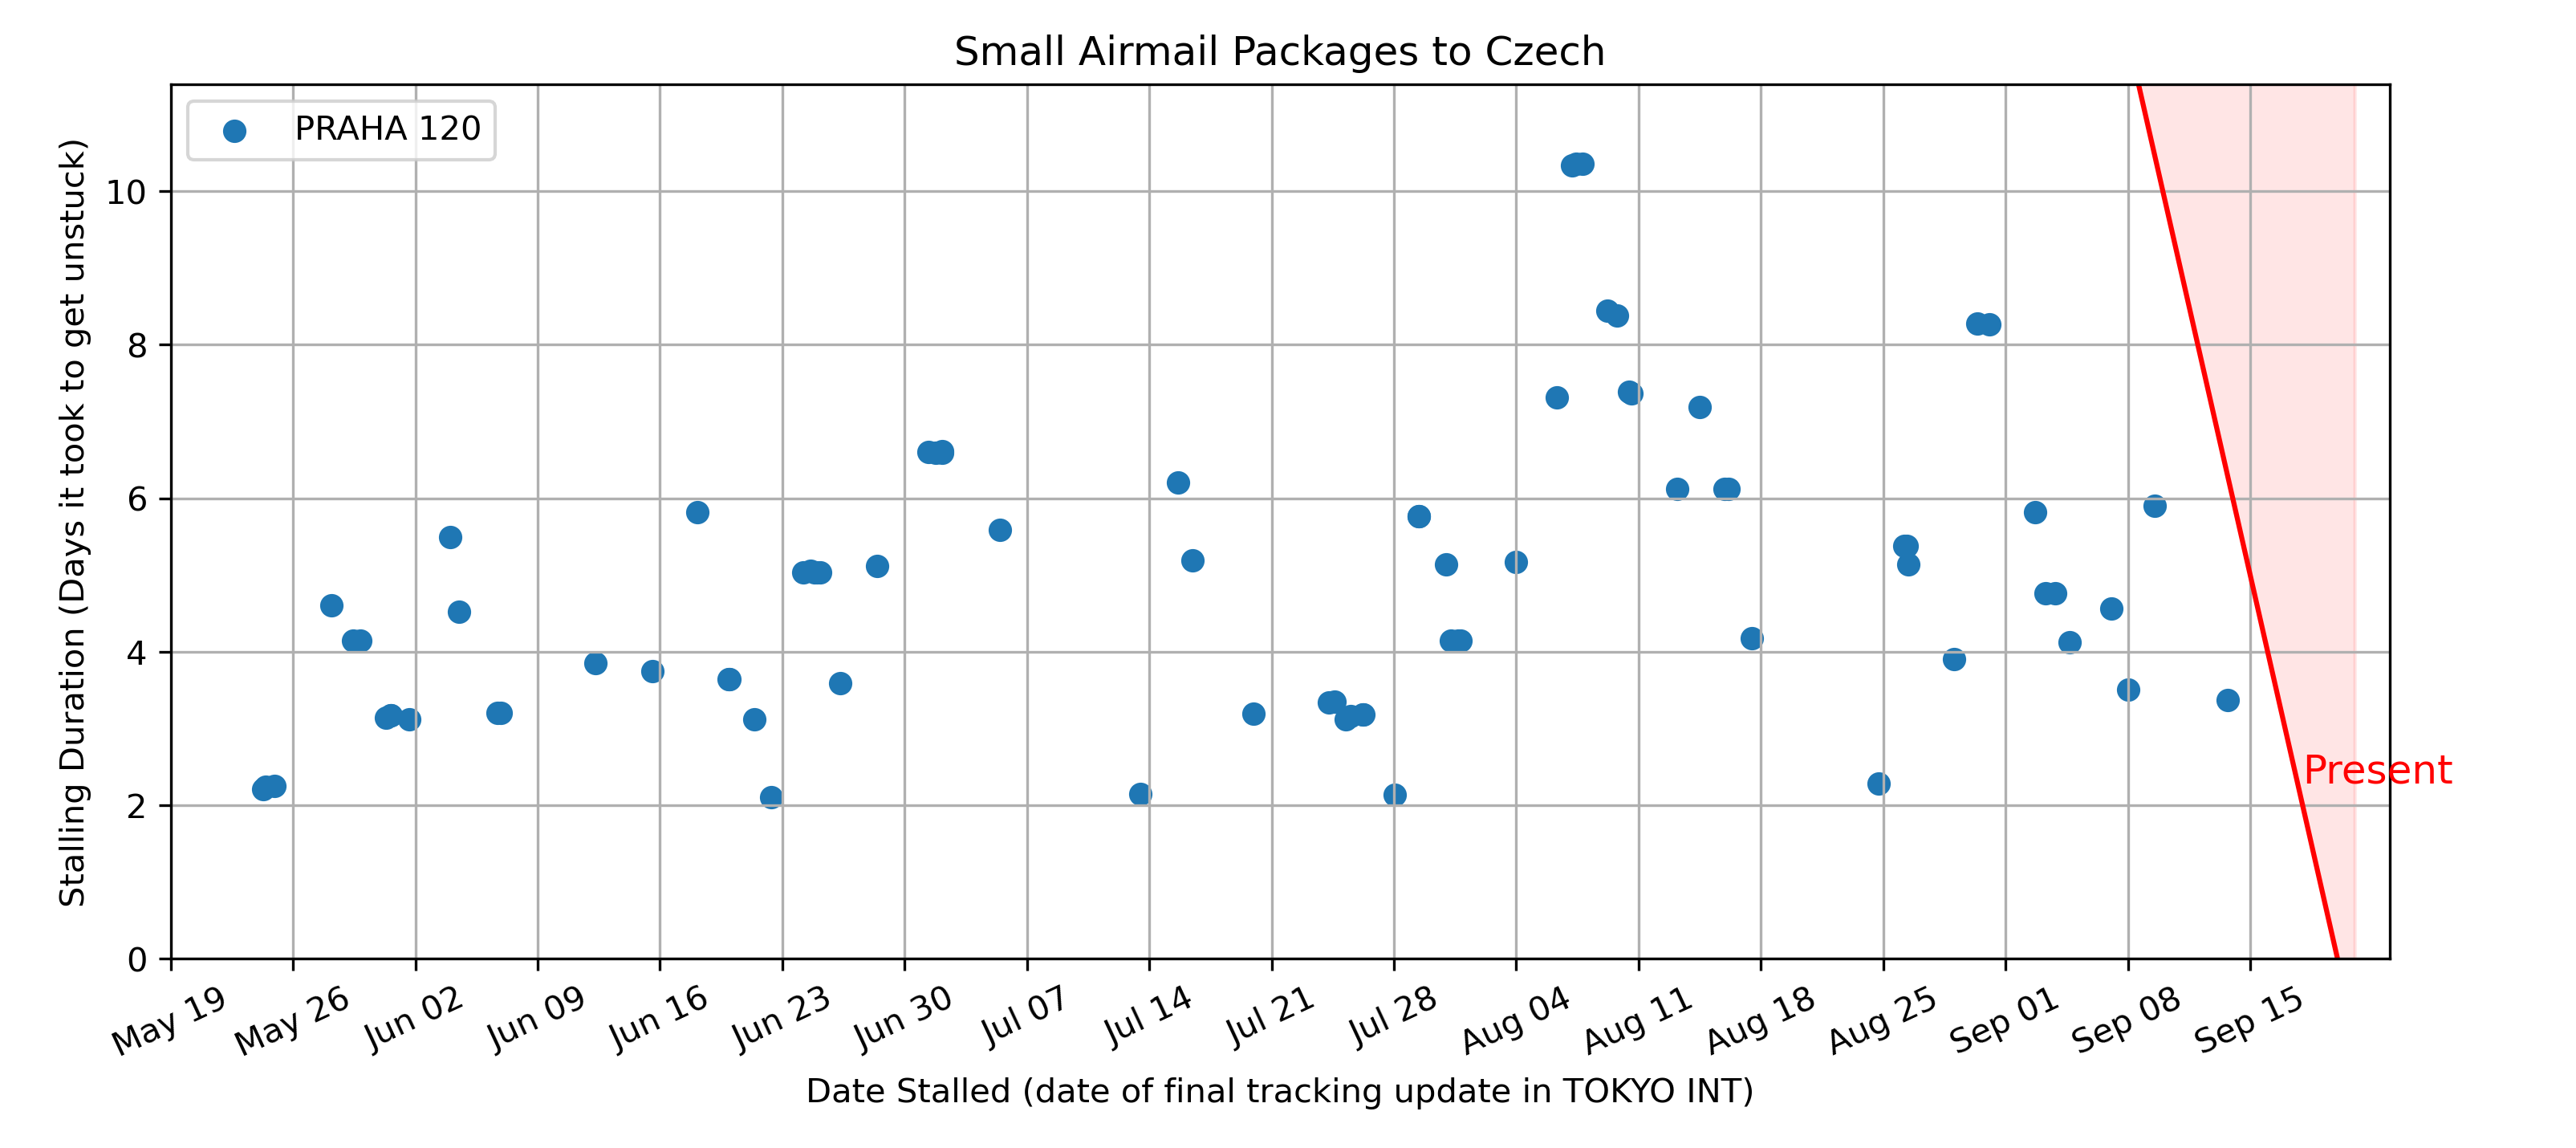 Small Airmail Packages to Czech
PRAHA 120
Stalling Duration (Days it took to get unstuck)
10
8
6
4
2
0
Present
May 19
May 26
Jun 02
Jun 09
Jun 16
Jun 23
Jun 30
Jul 07
Jul 14
Jul 21
Jul 28
Aug 04
Aug 11
Aug 18
Aug 25
Sep 01
Sep 08
Sep 15
Date Stalled (date of final tracking update in TOKYO INT)